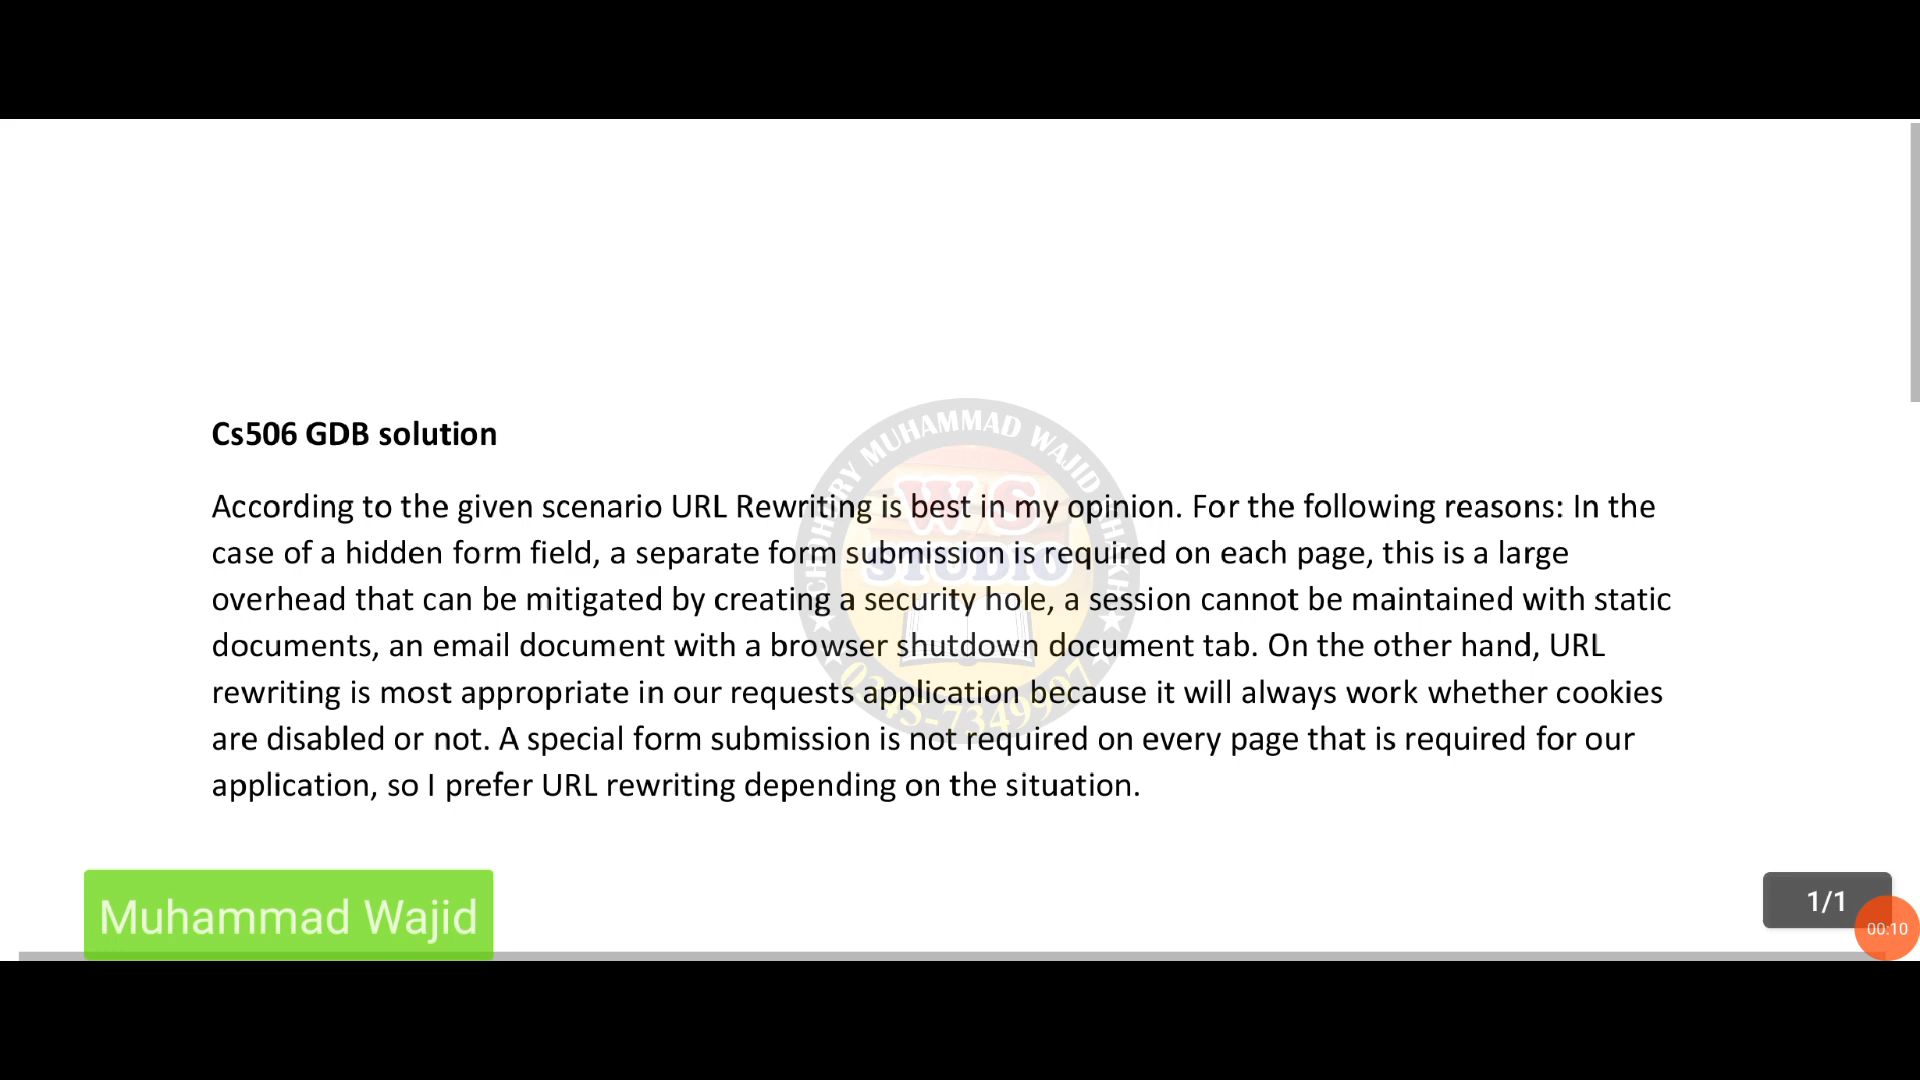 Cs506 GDB solution
According to the given scenario URL Rewriting is best in my opinion. For the following reasons: In the
case of a hidden form field, a separate form submission is required on each page, this is a large
overhead that can be mitigated by creating a security hole, a session cannot be maintained with static
documents, an email document with a browser shutdown document tab. On the other hand, URL
rewriting is most appropriate in our requests application because it will always work whether cookies
are disabled or not. A special form submission is not required on every page that is required for our
application, so I prefer URL rewriting depending on the situation.
MUHAMMAD WAJID
WS
STUDIO
Muhammad Wajid
1/1
00:10